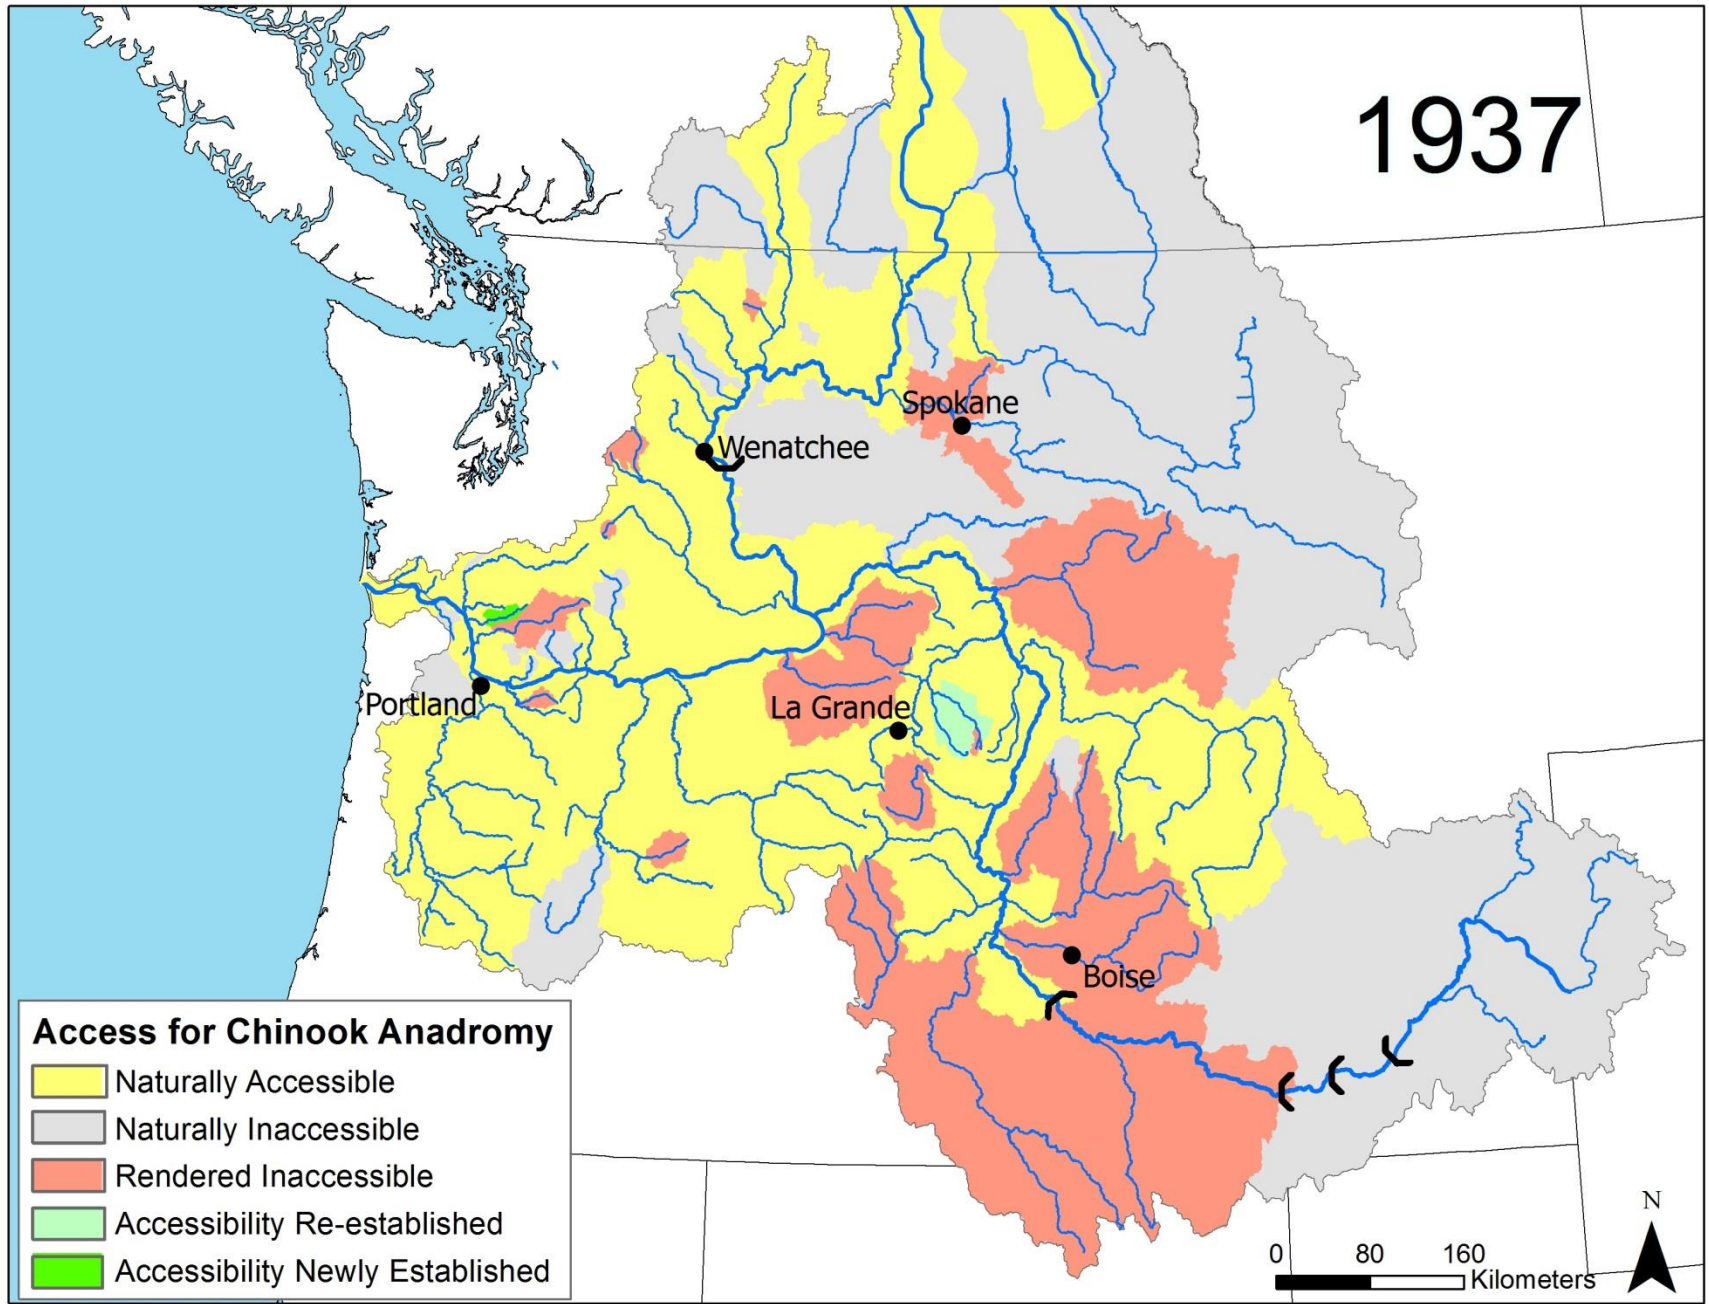 1937
Spokane
Wenatchee
Portland
La Grande
Boise
Access for Chinook Anadromy
Naturally Accessible
Naturally Inaccessible
Rendered Inaccessible
Accessibility Re-established
Accessibility Newly Established
N
0 80 160
Kilometers